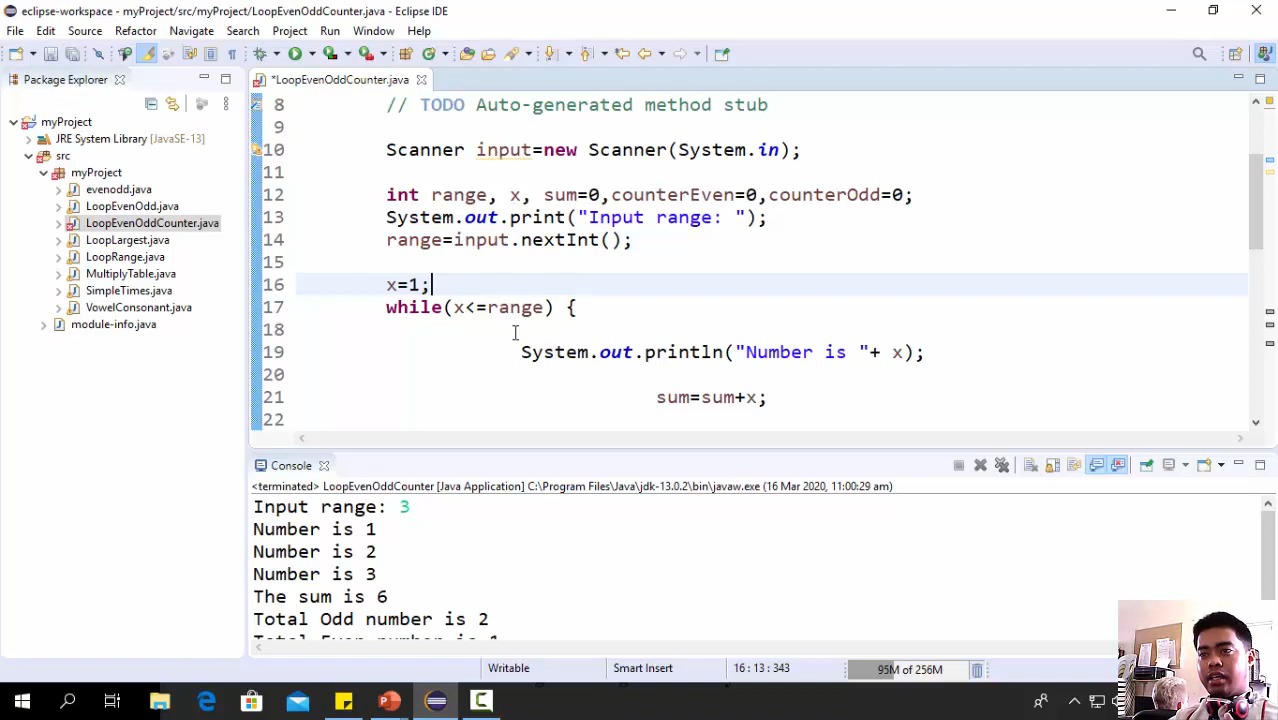 eclipse-workspace - myProject/src/myProject/LoopEvenOddCounter.java - Eclipse IDE
File Edit Source Refactor Navigate Search Project Run Window Help
Package Explorer
myProject
JRE System Library [JavaSE-13]
src
myProject
evenodd.java
LoopEvenOdd.java
LoopEvenOddCounter.java
LoopLargest.java
LoopRange.java
MultiplyTable.java
SimpleTimes.java
VowelConsonant.java
module-info.java
*LoopEvenOddCounter.java
8 // TODO Auto-generated method stub
9
10 Scanner input=new Scanner(System.in);
11
12 int range, x, sum=0,counterEven=0,counterOdd=0;
13 System.out.print("Input range: ");
14 range=input.nextInt();
15
16 x=1;
17 while(x<=range) {
18
19 System.out.println("Number is "+ x);
20
21 sum=sum+x;
22
Console
<terminated> LoopEvenOddCounter [Java Application] C:\Program Files\Java\jdk-13.0.2\bin\javaw.exe (16 Mar 2020, 11:00:29 am)
Input range: 3
Number is 1
Number is 2
Number is 3
The sum is 6
Total Odd number is 2
Total Even number is 1
Writable Smart Insert 16 : 13 : 343 95M of 256M